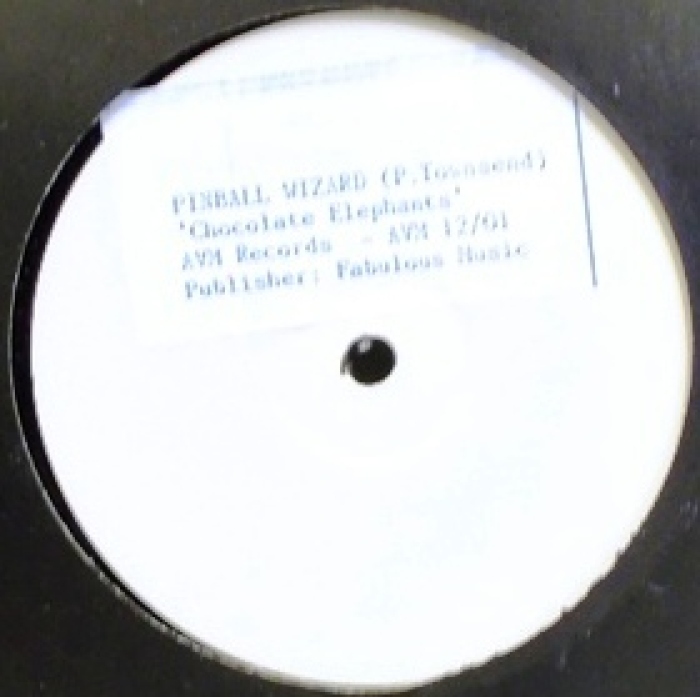 PINBALL WIZARD (P.Townsend)
'Chocolate Elephants'
AVM Records - AVM 12/01
Publisher: Fabulous Music